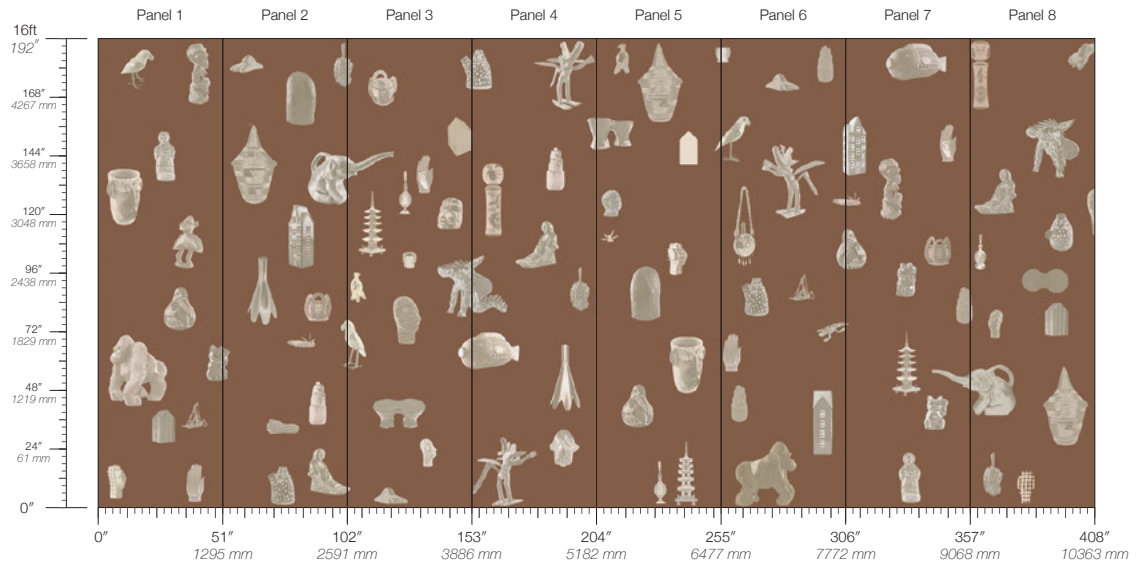 Panel 1 Panel 2 Panel 3 Panel 4 Panel 5 Panel 6 Panel 7 Panel 8
16ft
192″
168″
4267 mm
144″
3658 mm
120″
3048 mm
96″
2438 mm
72″
1829 mm
48″
1219 mm
24″
61 mm
0″
0″ 51″ 102″ 153″ 204″ 255″ 306″ 357″ 408″
1295 mm 2591 mm 3886 mm 5182 mm 6477 mm 7772 mm 9068 mm 10363 mm